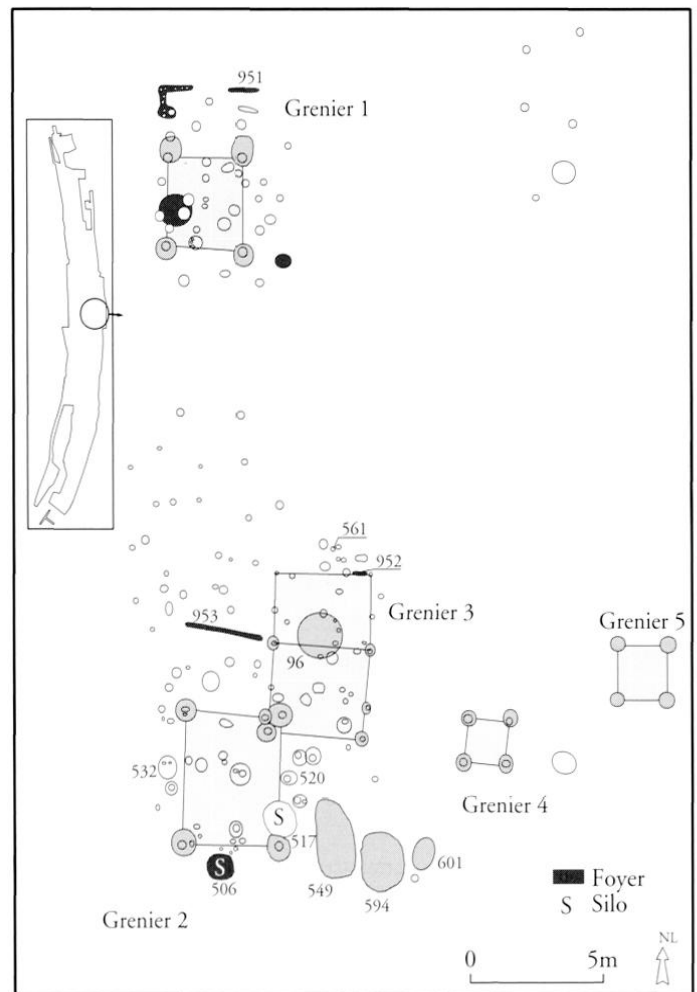 951
Grenier 1
561
952
Grenier 3
953
96
Grenier 5
532
520
Grenier 4
S
517
S
506
549
594
601
Grenier 2
Foyer
S Silo
NL
0 5m